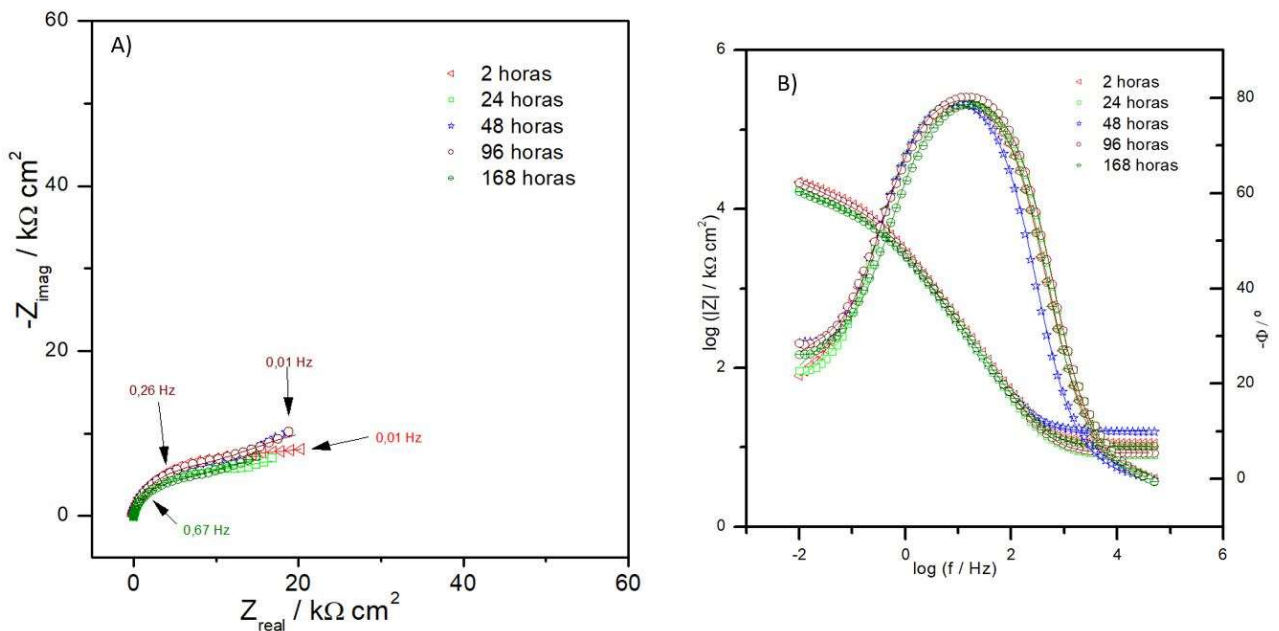 A)
60
40
20
0
-Zimag / kΩ cm²
2 horas
24 horas
48 horas
96 horas
168 horas
0,01 Hz
0,26 Hz
0,01 Hz
0,67 Hz
0
20
40
60
Zreal / kΩ cm²
B)
6
4
2
0
log (|Z| / kΩ cm²)
2 horas
24 horas
48 horas
96 horas
168 horas
80
60
40
20
0
-Φ / º
-2
0
2
4
6
log (f / Hz)